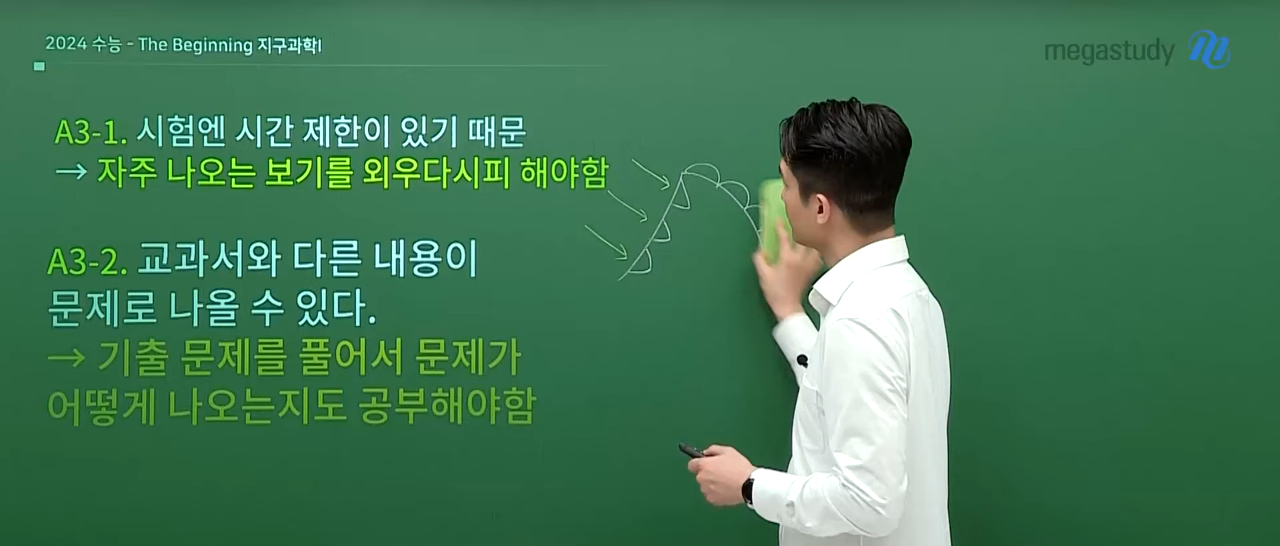 2024 수능 - The Beginning 지구과학I
megastudy
A3-1. 시험엔 시간 제한이 있기 때문
→ 자주 나오는 보기를 외우다시피 해야함
A3-2. 교과서와 다른 내용이
문제로 나올 수 있다.
→ 기출 문제를 풀어서 문제가
어떻게 나오는지도 공부해야함